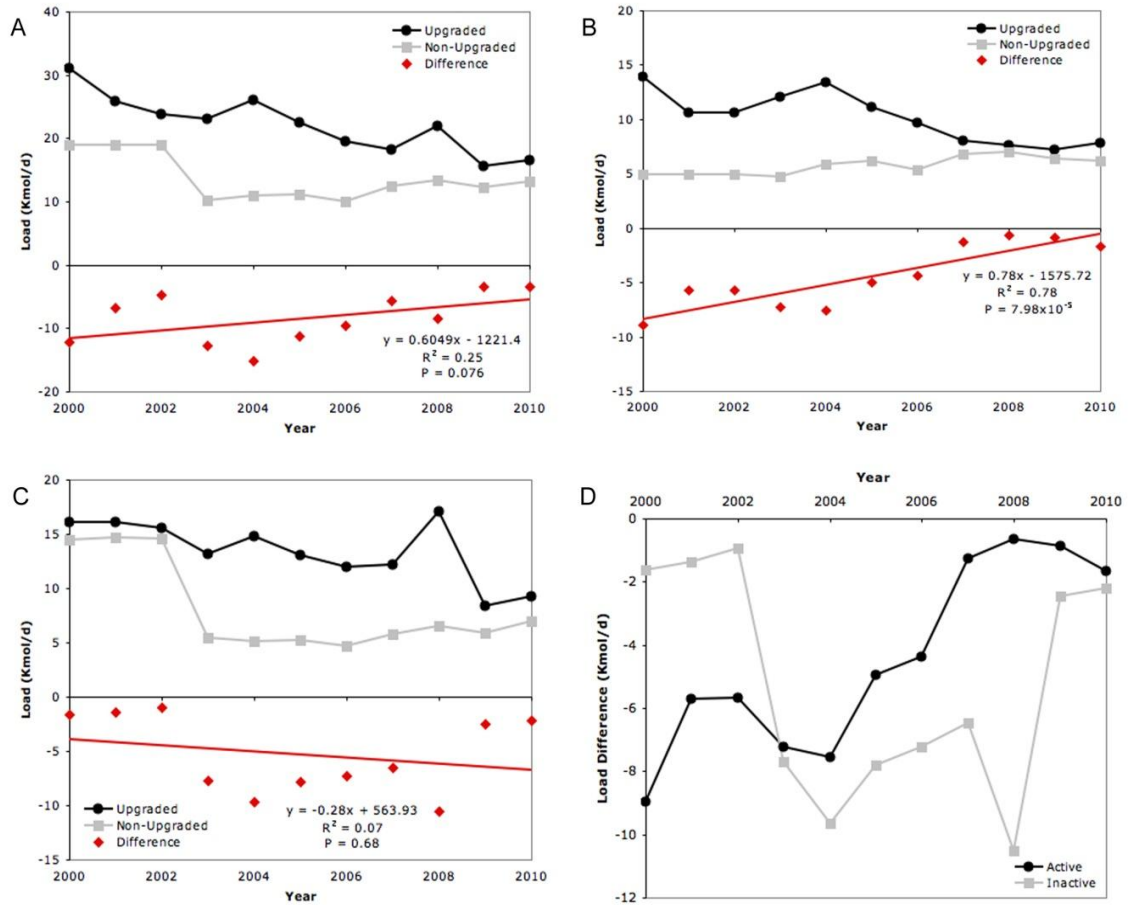 A
40
30
20
10
0
-10
-20
Load (Kmol/d)
Upgraded
Non-Upgraded
Difference
y = 0.6049x - 1221.4
R² = 0.25
P = 0.076
2000 2002 2004 2006 2008 2010
Year
B
20
15
10
5
0
-5
-10
-15
Load (Kmol/d)
Upgraded
Non-Upgraded
Difference
y = 0.78x - 1575.72
R² = 0.78
P = 7.98x10⁻⁵
2000 2002 2004 2006 2008 2010
Year
C
20
15
10
5
0
-5
-10
-15
Load (Kmol/d)
Upgraded
Non-Upgraded
Difference
y = -0.28x + 563.93
R² = 0.07
P = 0.68
2000 2002 2004 2006 2008 2010
Year
D
Year
2000 2002 2004 2006 2008 2010
0
-2
-4
-6
-8
-10
-12
Load Difference (Kmol/d)
Active
Inactive